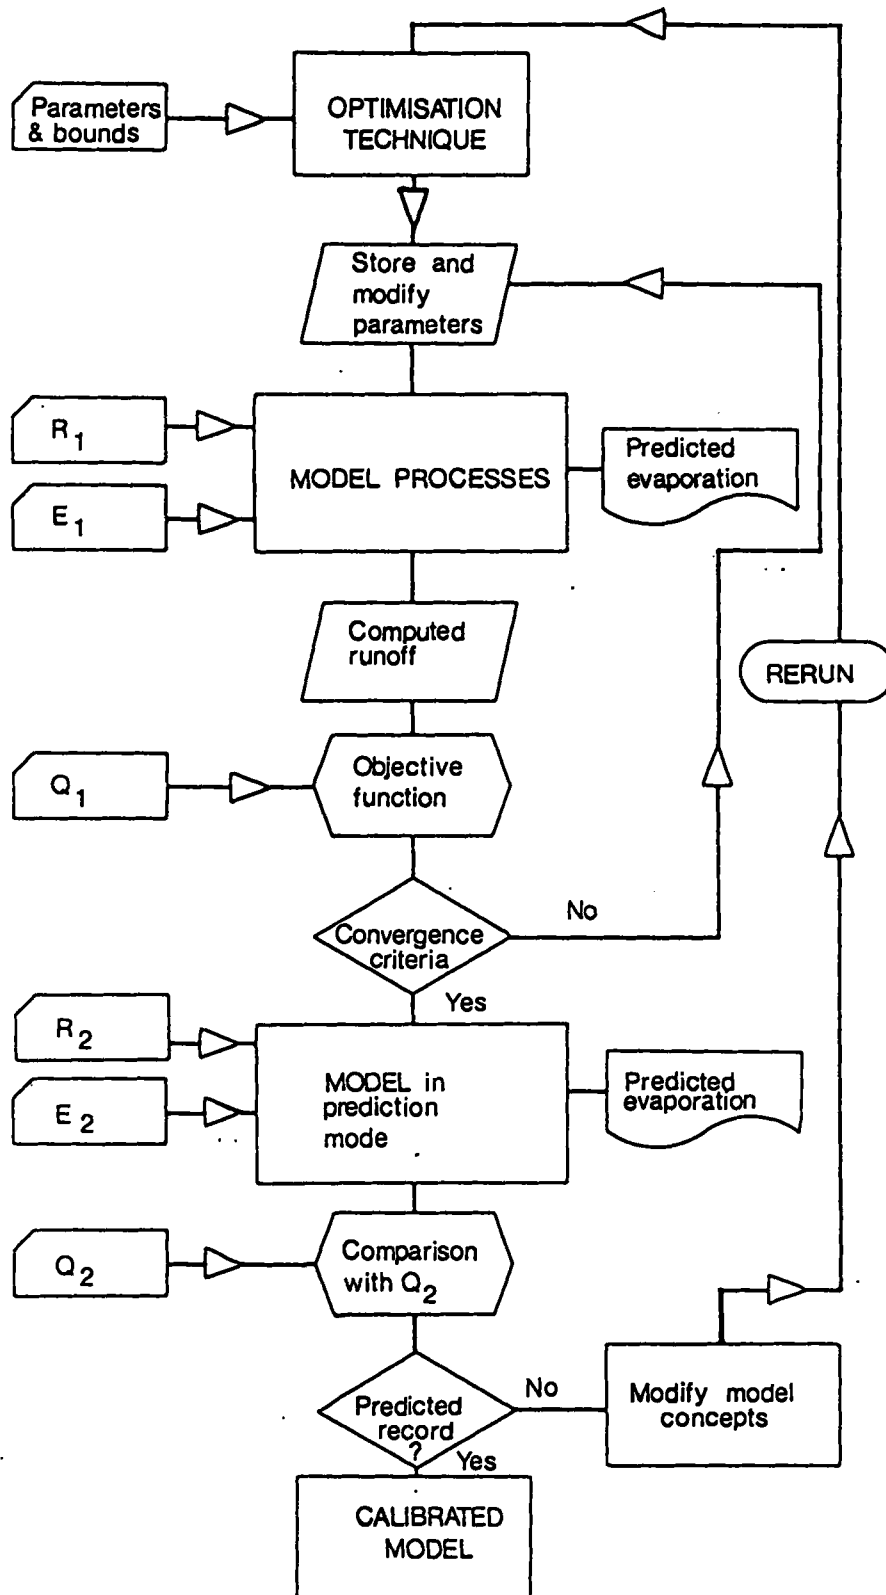 Parameters
& bounds
OPTIMISATION
TECHNIQUE
Store and
modify
parameters
R1
E1
MODEL PROCESSES
Predicted
evaporation
Computed
runoff
RERUN
Q1
Objective
function
Convergence
criteria
No
Yes
R2
E2
MODEL in
prediction
mode
Predicted
evaporation
Q2
Comparison
with Q2
Predicted
record
?
No
Yes
Modify model
concepts
CALIBRATED
MODEL